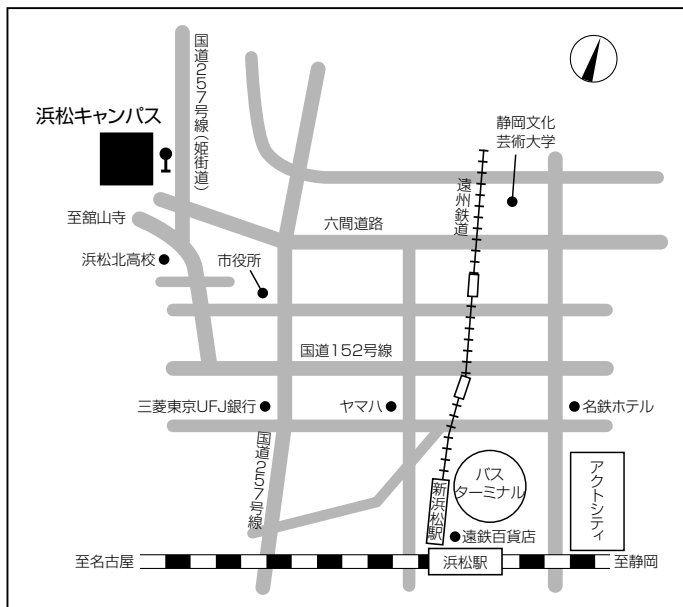 国道257号線(姫街道)
浜松キャンパス
静岡文化
芸術大学
遠州鉄道
至舘山寺
六間道路
浜松北高校
市役所
国道152号線
三菱東京UFJ銀行
ヤマハ
名鉄ホテル
国道257号線
バス
ターミナル
アクトシティ
新浜松駅
遠鉄百貨店
至名古屋
浜松駅
至静岡